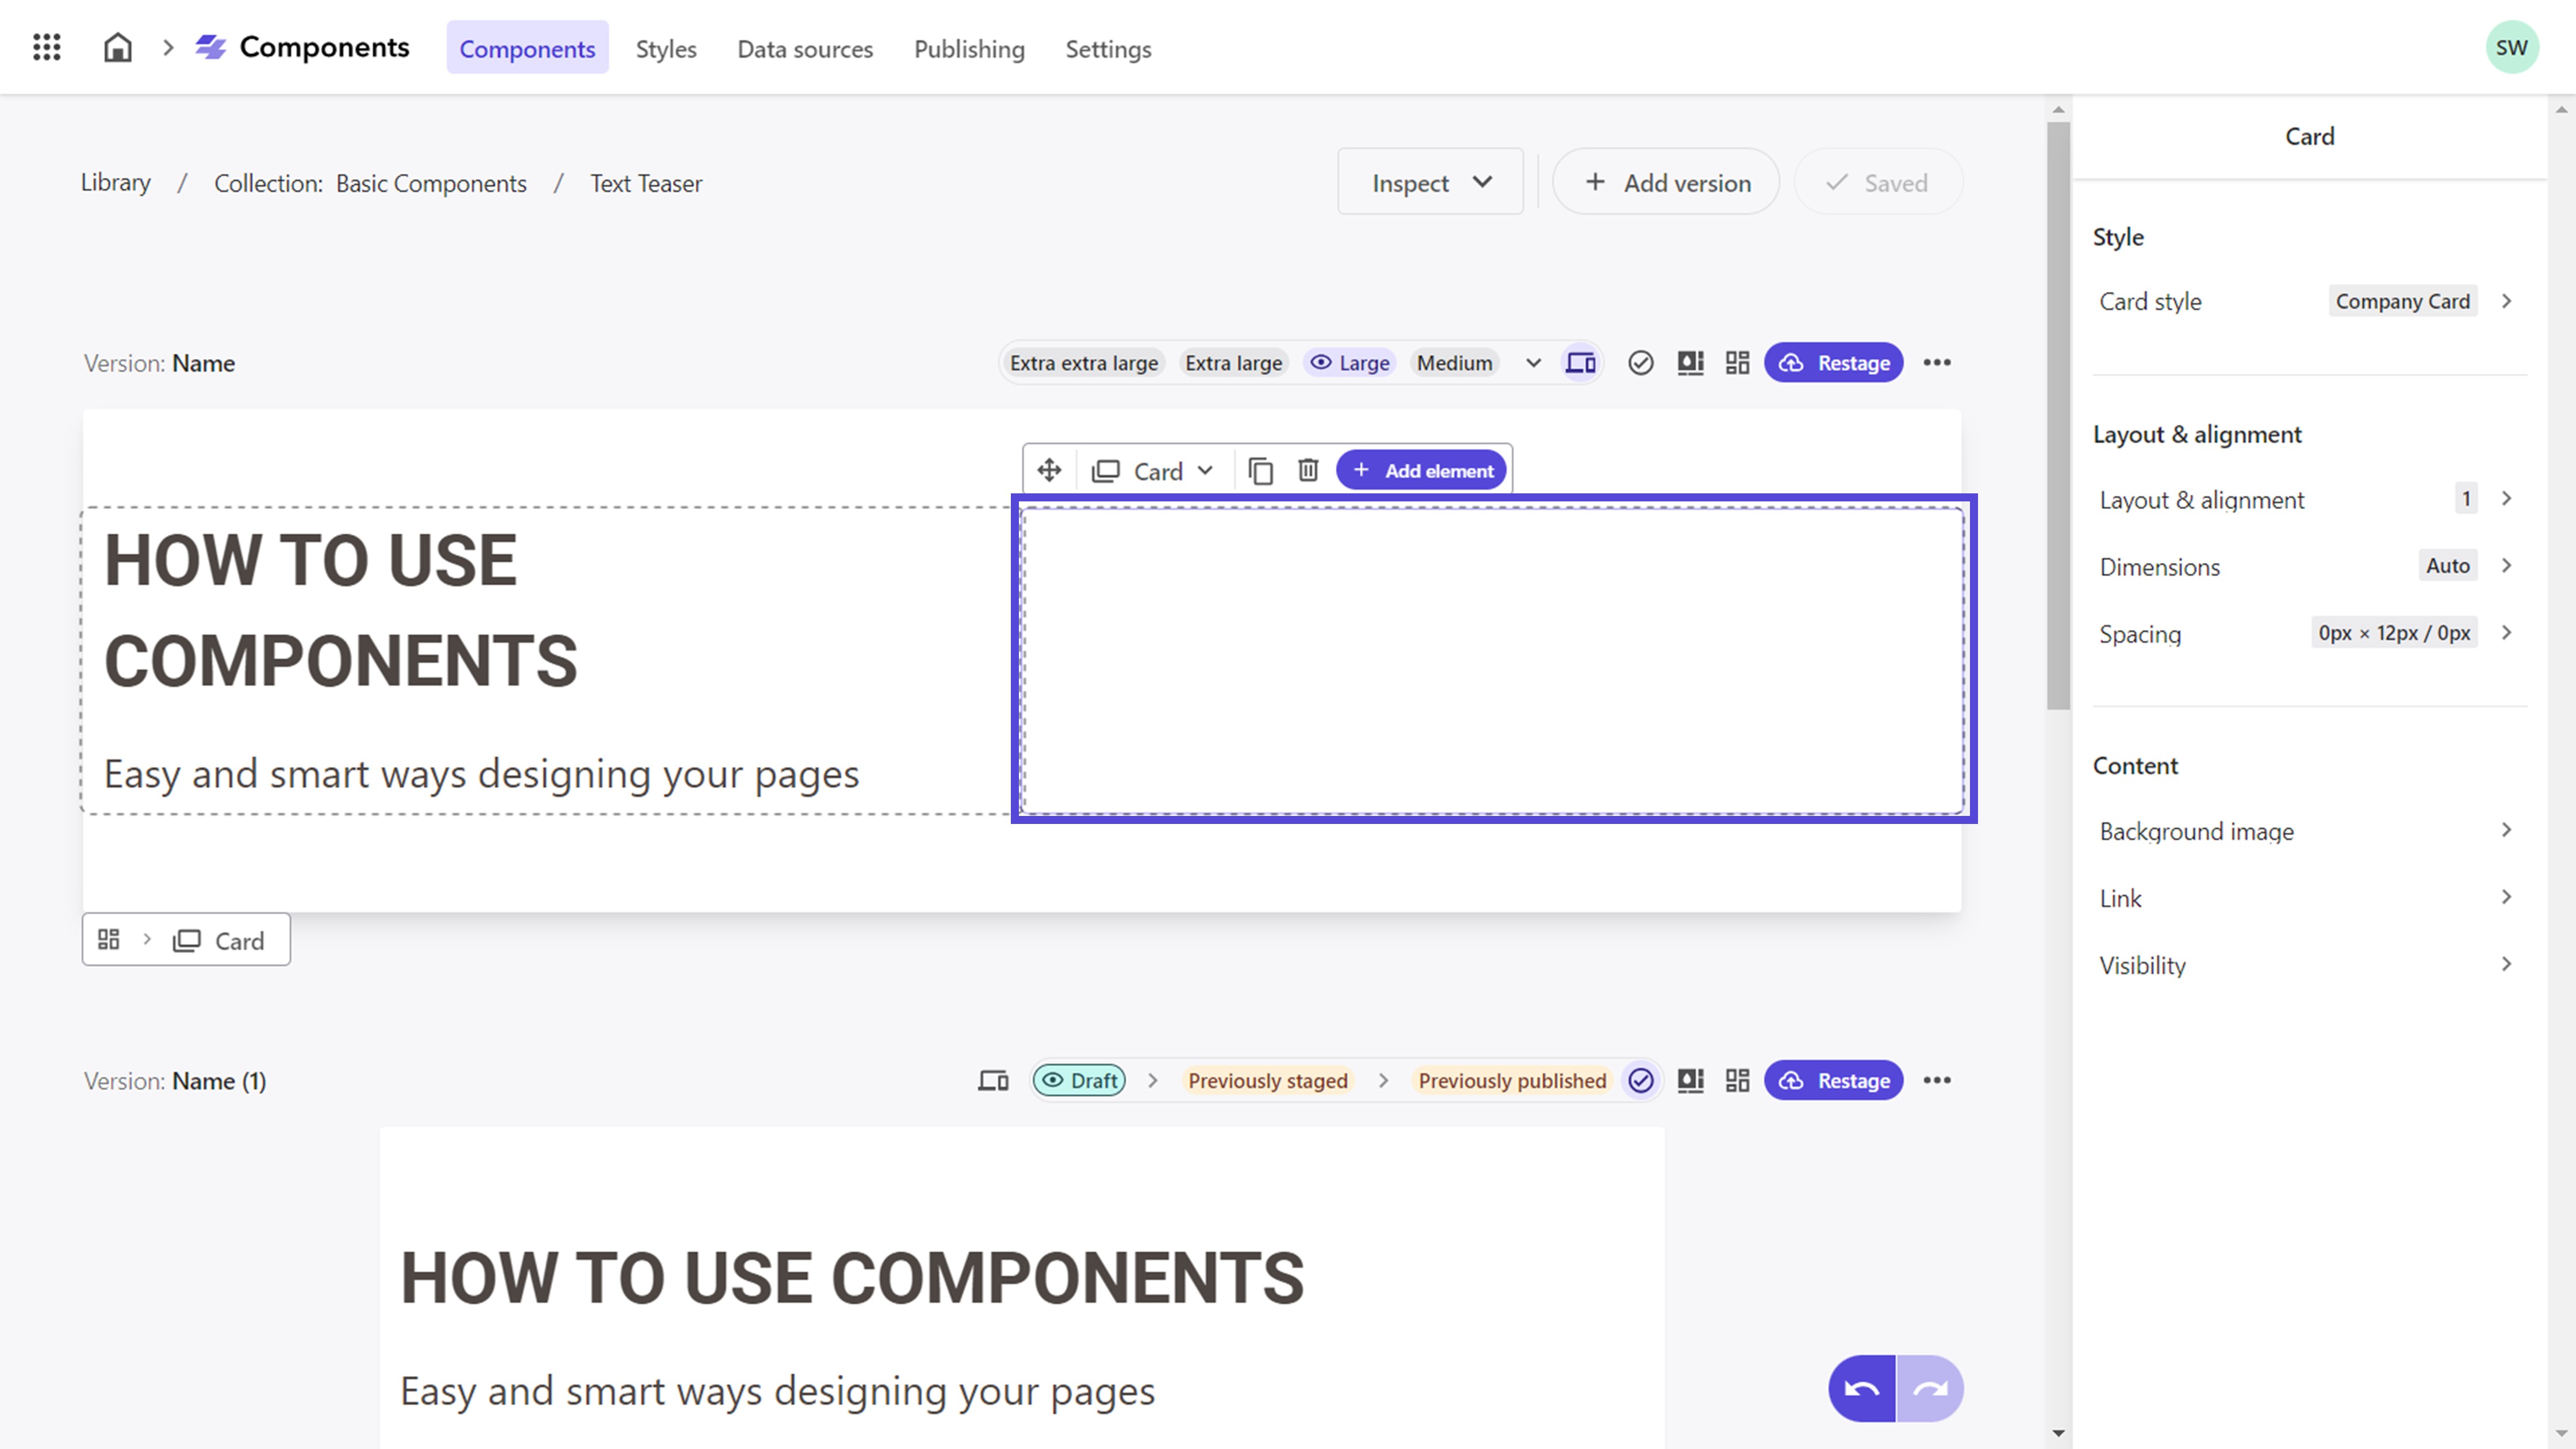 Components Components Styles Data sources Publishing Settings SW
Library / Collection: Basic Components / Text Teaser
Inspect Add version Saved
Version: Name
Extra extra large Extra large Large Medium Restage
Card Add element
HOW TO USE
COMPONENTS
Easy and smart ways designing your pages
Card
Version: Name (1)
Draft Previously staged Previously published Restage
HOW TO USE COMPONENTS
Easy and smart ways designing your pages
Card
Style
Card style Company Card
Layout & alignment
Layout & alignment 1
Dimensions Auto
Spacing 0px × 12px / 0px
Content
Background image
Link
Visibility